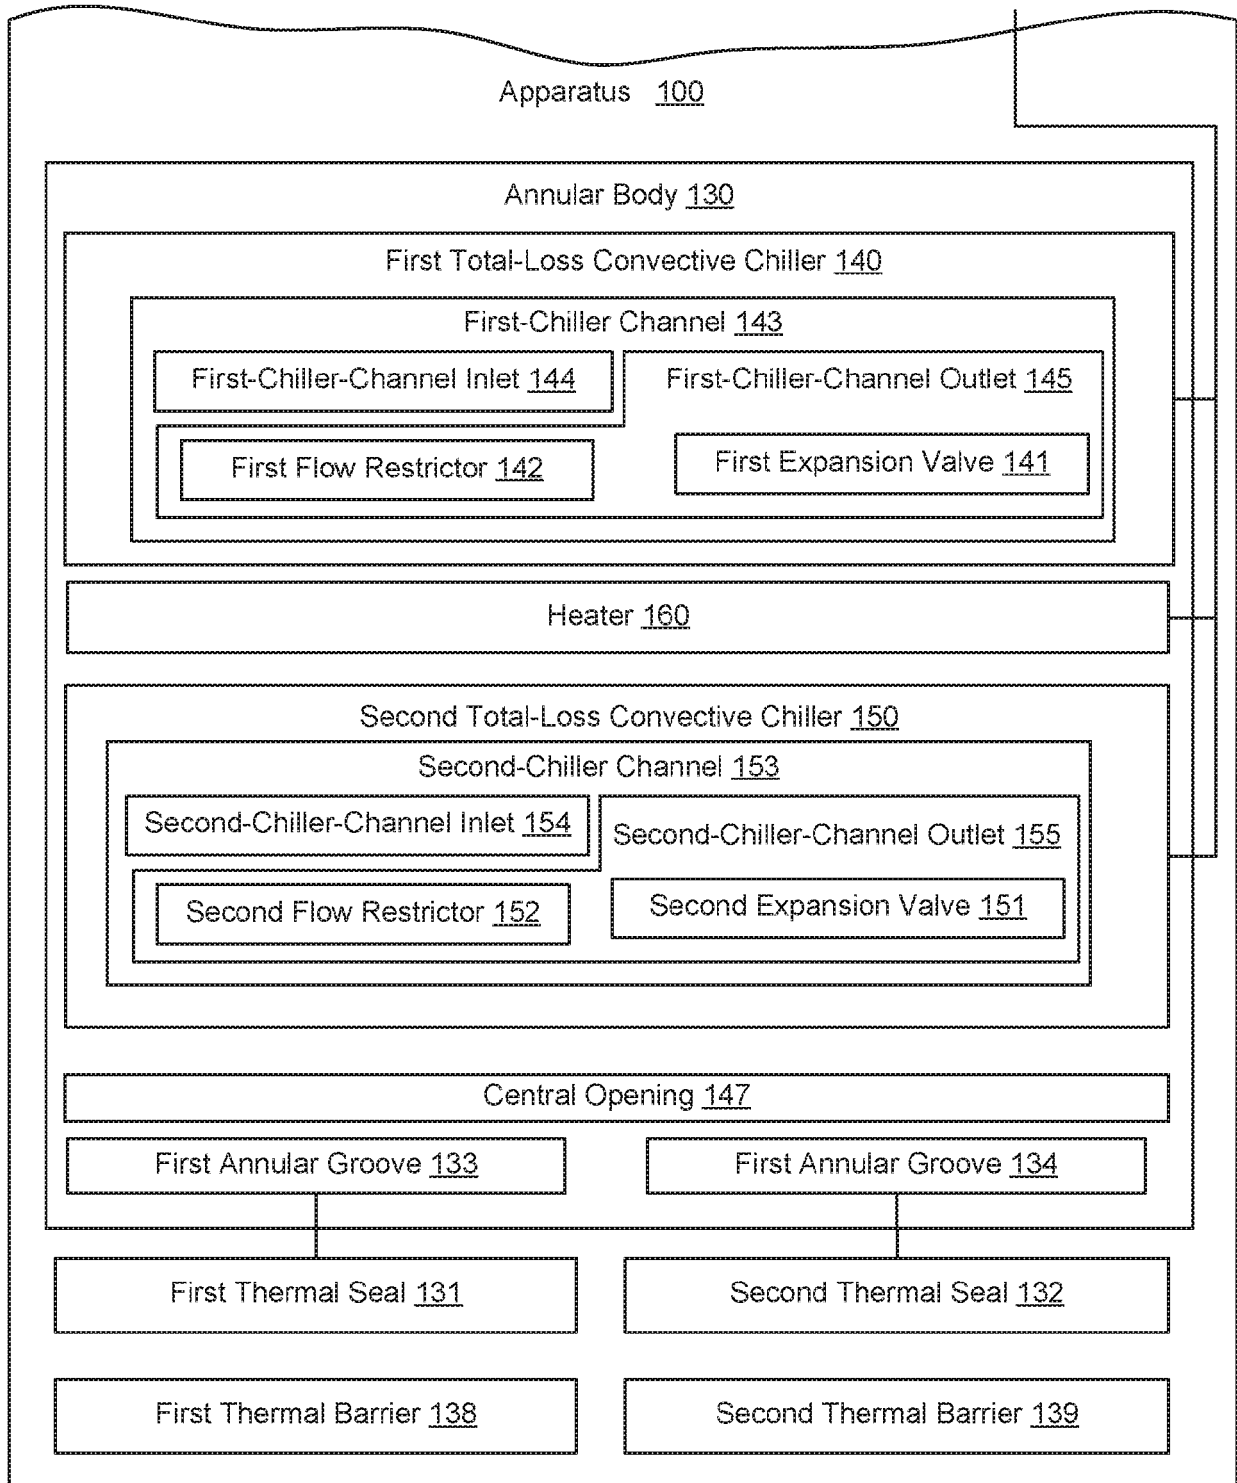 Apparatus 100
Annular Body 130
First Total-Loss Convective Chiller 140
First-Chiller Channel 143
First-Chiller-Channel Inlet 144
First-Chiller-Channel Outlet 145
First Flow Restrictor 142
First Expansion Valve 141
Heater 160
Second Total-Loss Convective Chiller 150
Second-Chiller Channel 153
Second-Chiller-Channel Inlet 154
Second-Chiller-Channel Outlet 155
Second Flow Restrictor 152
Second Expansion Valve 151
Central Opening 147
First Annular Groove 133
First Annular Groove 134
First Thermal Seal 131
Second Thermal Seal 132
First Thermal Barrier 138
Second Thermal Barrier 139